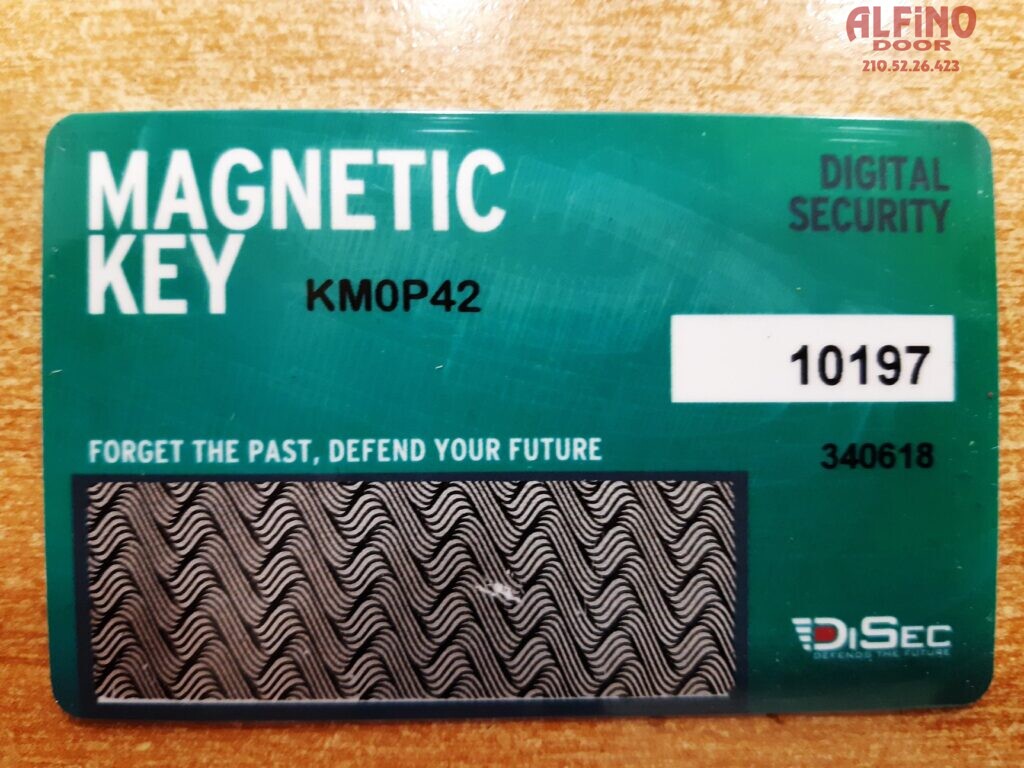 ALFiNO
DOOR
210.52.26.423
MAGNETIC
KEY
KM0P42
DIGITAL
SECURITY
10197
FORGET THE PAST, DEFEND YOUR FUTURE
340618
DiSEC
DEFENDS THE FUTURE